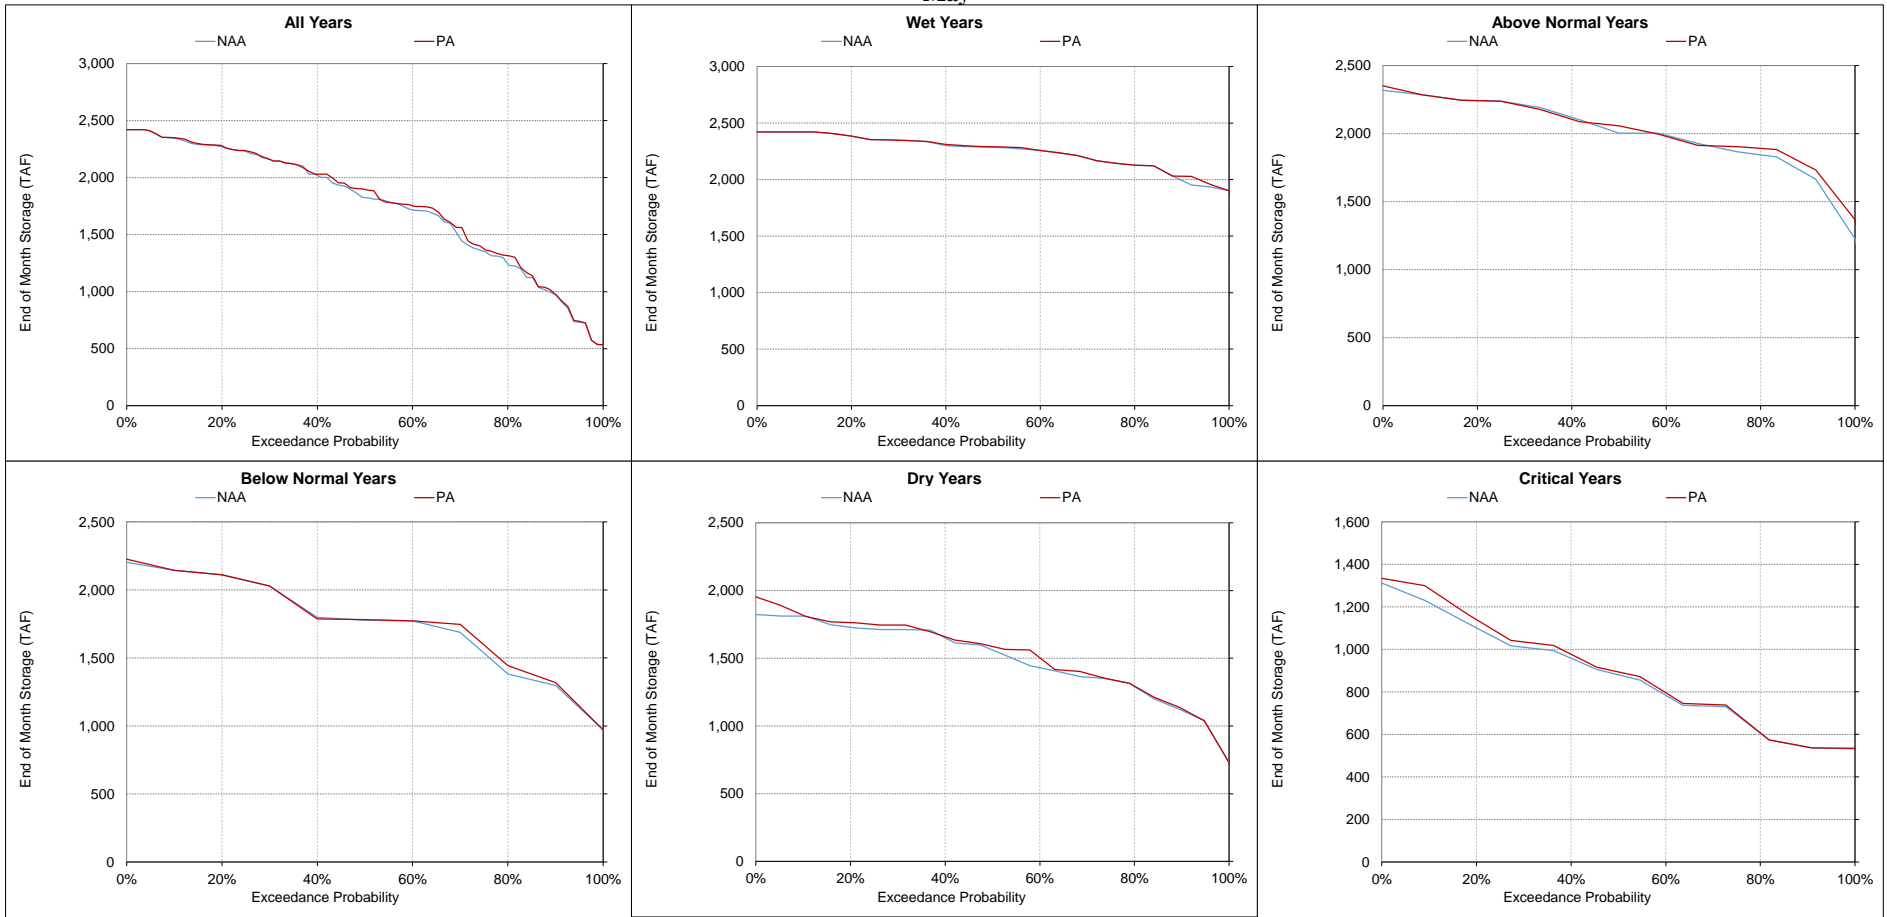 May
All Years
NAA PA
End of Month Storage (TAF)
3,000
2,500
2,000
1,500
1,000
500
0
0% 20% 40% 60% 80% 100%
Exceedance Probability
Wet Years
NAA PA
End of Month Storage (TAF)
3,000
2,500
2,000
1,500
1,000
500
0
0% 20% 40% 60% 80% 100%
Exceedance Probability
Above Normal Years
NAA PA
End of Month Storage (TAF)
2,500
2,000
1,500
1,000
500
0
0% 20% 40% 60% 80% 100%
Exceedance Probability
Below Normal Years
NAA PA
End of Month Storage (TAF)
2,500
2,000
1,500
1,000
500
0
0% 20% 40% 60% 80% 100%
Exceedance Probability
Dry Years
NAA PA
End of Month Storage (TAF)
2,500
2,000
1,500
1,000
500
0
0% 20% 40% 60% 80% 100%
Exceedance Probability
Critical Years
NAA PA
End of Month Storage (TAF)
1,600
1,400
1,200
1,000
800
600
400
200
0
0% 20% 40% 60% 80% 100%
Exceedance Probability